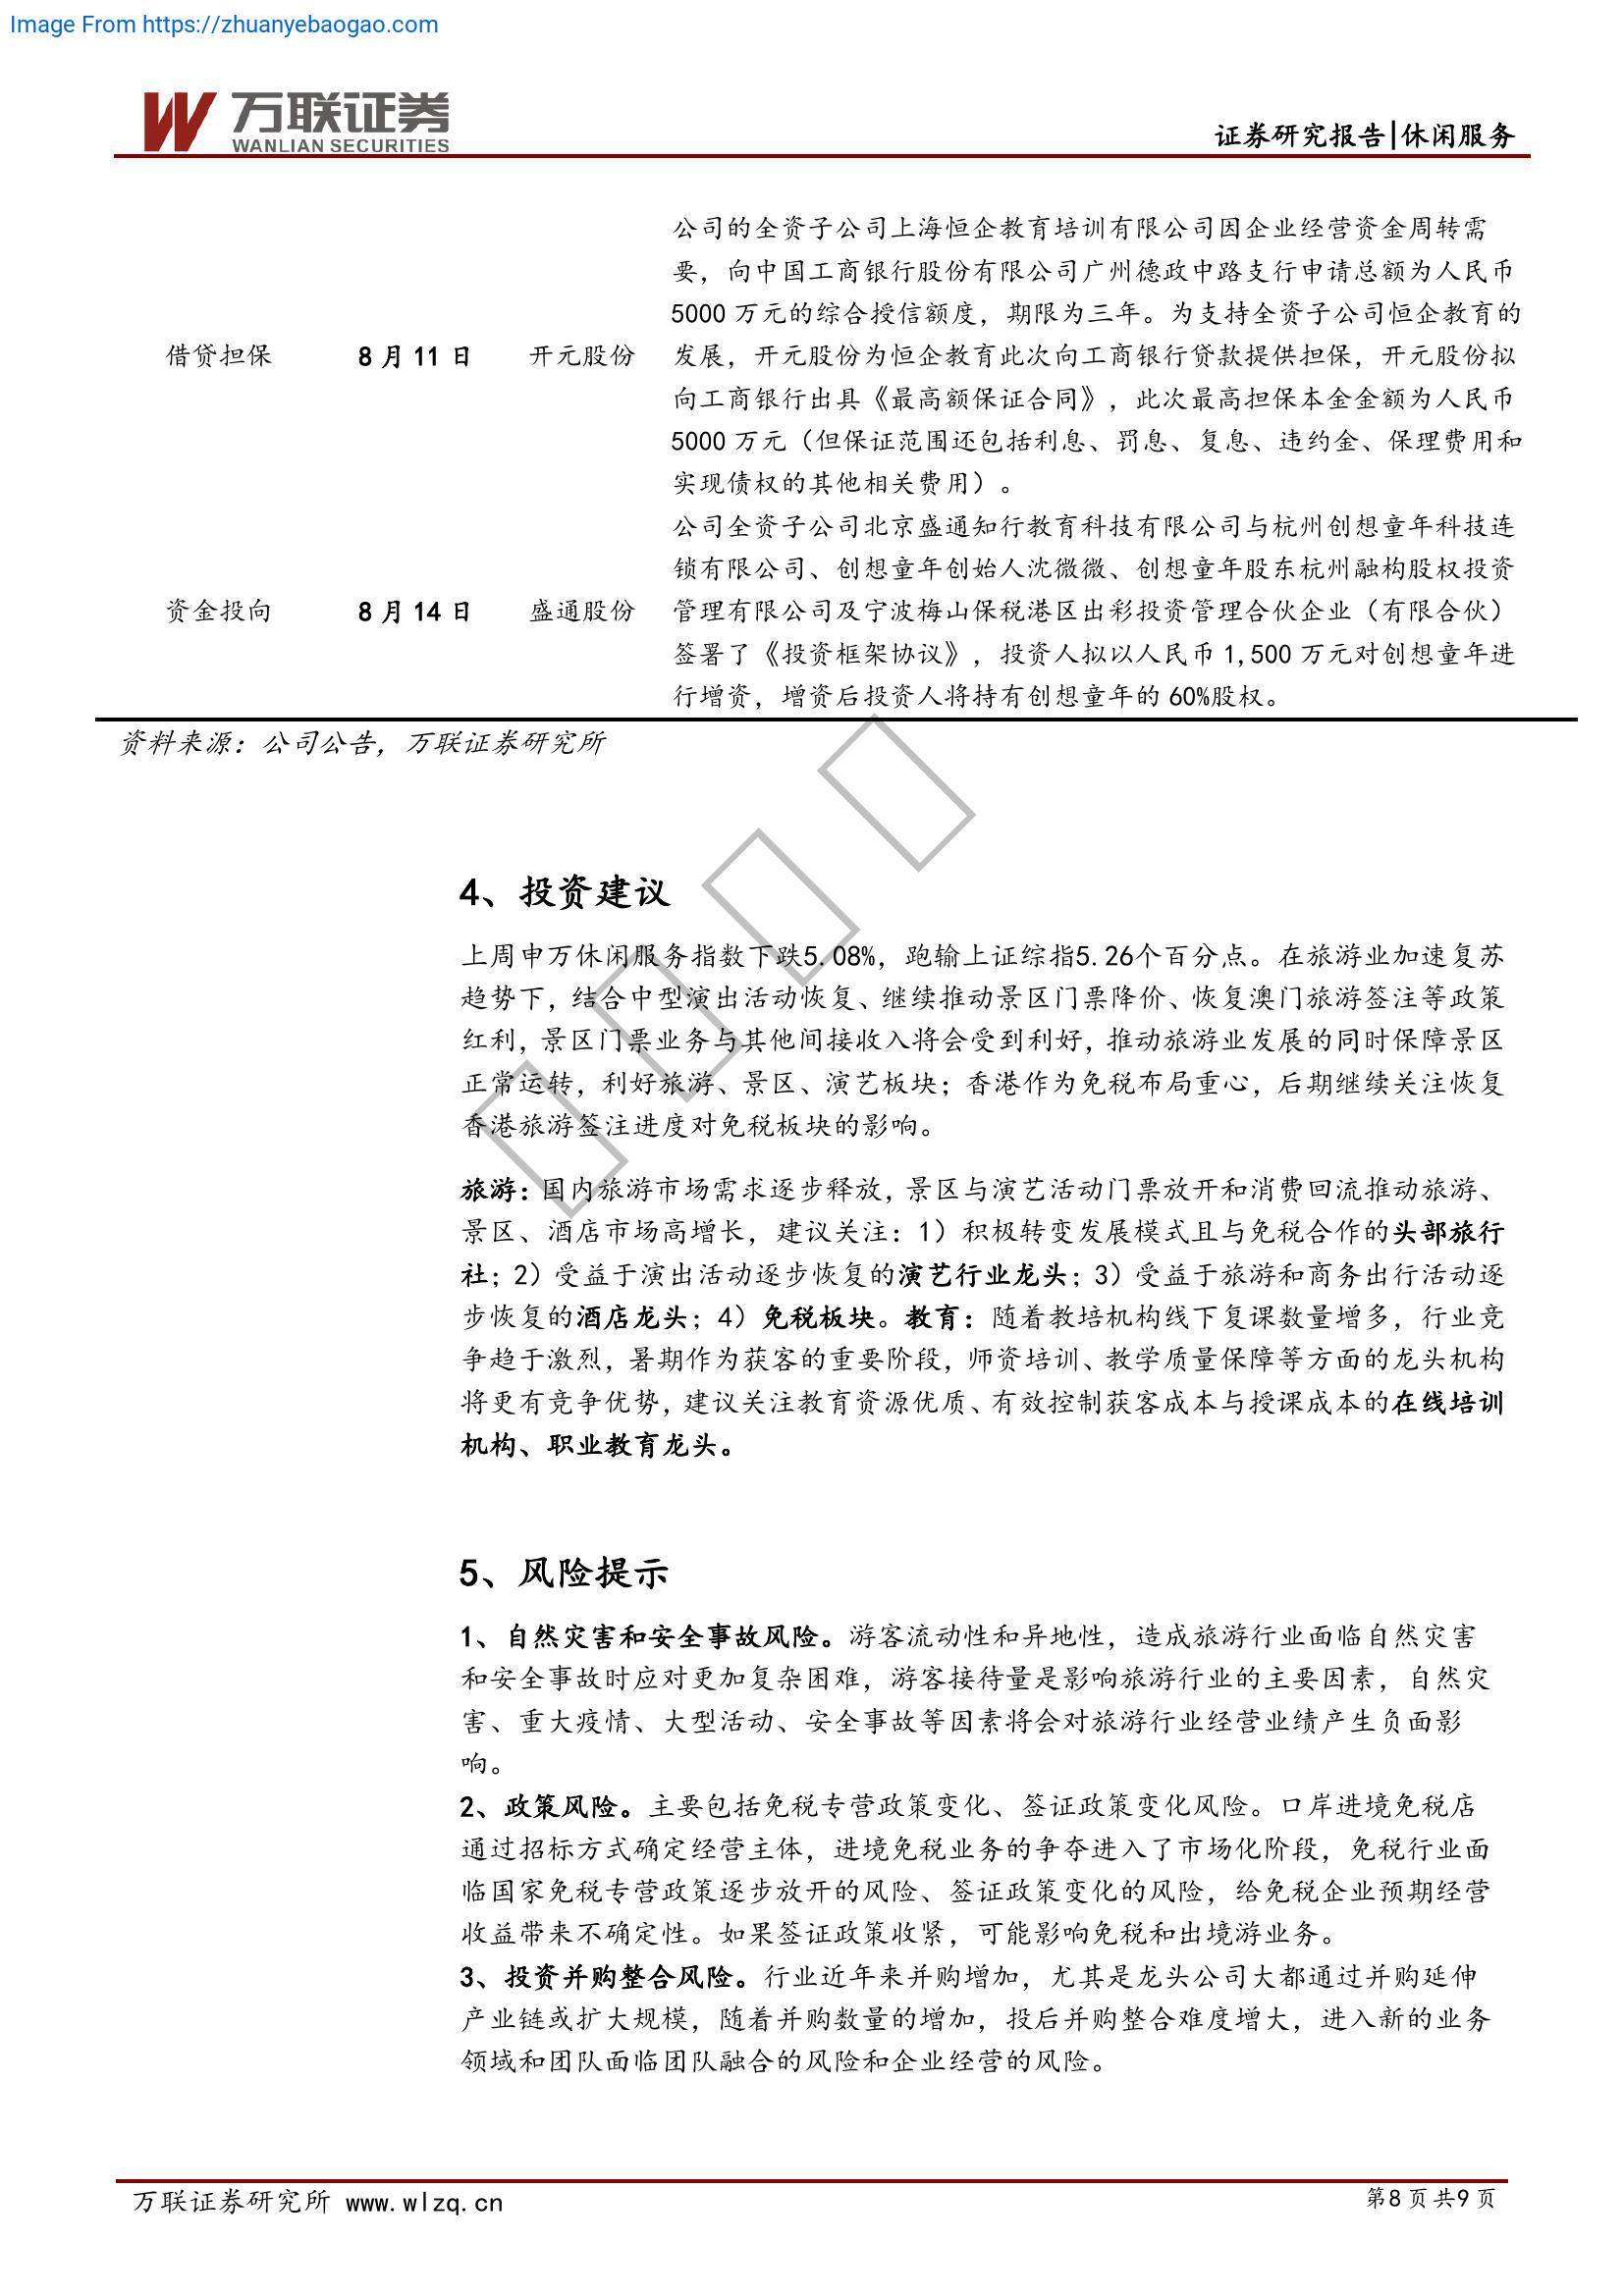 Image From https://zhuanyebaogao.com
万联证券
WANLIAN SECURITIES
证券研究报告|休闲服务
公司的全资子公司上海恒企教育培训有限公司因企业经营资金周转需
要，向中国工商银行股份有限公司广州德政中路支行申请总额为人民币
5000 万元的综合授信额度，期限为三年。为支持全资子公司恒企教育的
借贷担保 8 月 11 日 开元股份 发展，开元股份为恒企教育此次向工商银行贷款提供担保，开元股份拟
向工商银行出具《最高额保证合同》，此次最高担保本金金额为人民币
5000 万元（但保证范围还包括利息、罚息、复息、违约金、保理费用和
实现债权的其他相关费用）。
公司全资子公司北京盛通知行教育科技有限公司与杭州创想童年科技连
锁有限公司、创想童年创始人沈微微、创想童年股东杭州融构股权投资
资金投向 8 月 14 日 盛通股份 管理有限公司及宁波梅山保税港区出彩投资管理合伙企业（有限合伙）
签署了《投资框架协议》，投资人拟以人民币 1,500 万元对创想童年进
行增资，增资后投资人将持有创想童年的 60%股权。
资料来源：公司公告，万联证券研究所
4、投资建议
上周申万休闲服务指数下跌5.08%，跑输上证综指5.26个百分点。在旅游业加速复苏
趋势下，结合中型演出活动恢复、继续推动景区门票降价、恢复澳门旅游签注等政策
红利，景区门票业务与其他间接收入将会受到利好，推动旅游业发展的同时保障景区
正常运转，利好旅游、景区、演艺板块；香港作为免税布局重心，后期继续关注恢复
香港旅游签注进度对免税板块的影响。
旅游：国内旅游市场需求逐步释放，景区与演艺活动门票放开和消费回流推动旅游、
景区、酒店市场高增长，建议关注：1）积极转变发展模式且与免税合作的头部旅行
社；2）受益于演出活动逐步恢复的演艺行业龙头；3）受益于旅游和商务出行活动逐
步恢复的酒店龙头；4）免税板块。教育：随着教培机构线下复课数量增多，行业竞
争趋于激烈，暑期作为获客的重要阶段，师资培训、教学质量保障等方面的龙头机构
将更有竞争优势，建议关注教育资源优质、有效控制获客成本与授课成本的在线培训
机构、职业教育龙头。
5、风险提示
1、自然灾害和安全事故风险。游客流动性和异地性，造成旅游行业面临自然灾害
和安全事故时应对更加复杂困难，游客接待量是影响旅游行业的主要因素，自然灾
害、重大疫情、大型活动、安全事故等因素将会对旅游行业经营业绩产生负面影
响。
2、政策风险。主要包括免税专营政策变化、签证政策变化风险。口岸进境免税店
通过招标方式确定经营主体，进境免税业务的争夺进入了市场化阶段，免税行业面
临国家免税专营政策逐步放开的风险、签证政策变化的风险，给免税企业预期经营
收益带来不确定性。如果签证政策收紧，可能影响免税和出境游业务。
3、投资并购整合风险。行业近年来并购增加，尤其是龙头公司大都通过并购延伸
产业链或扩大规模，随着并购数量的增加，投后并购整合难度增大，进入新的业务
领域和团队面临团队融合的风险和企业经营的风险。
万联证券研究所 www.wlzq.cn 第8 页 共9 页